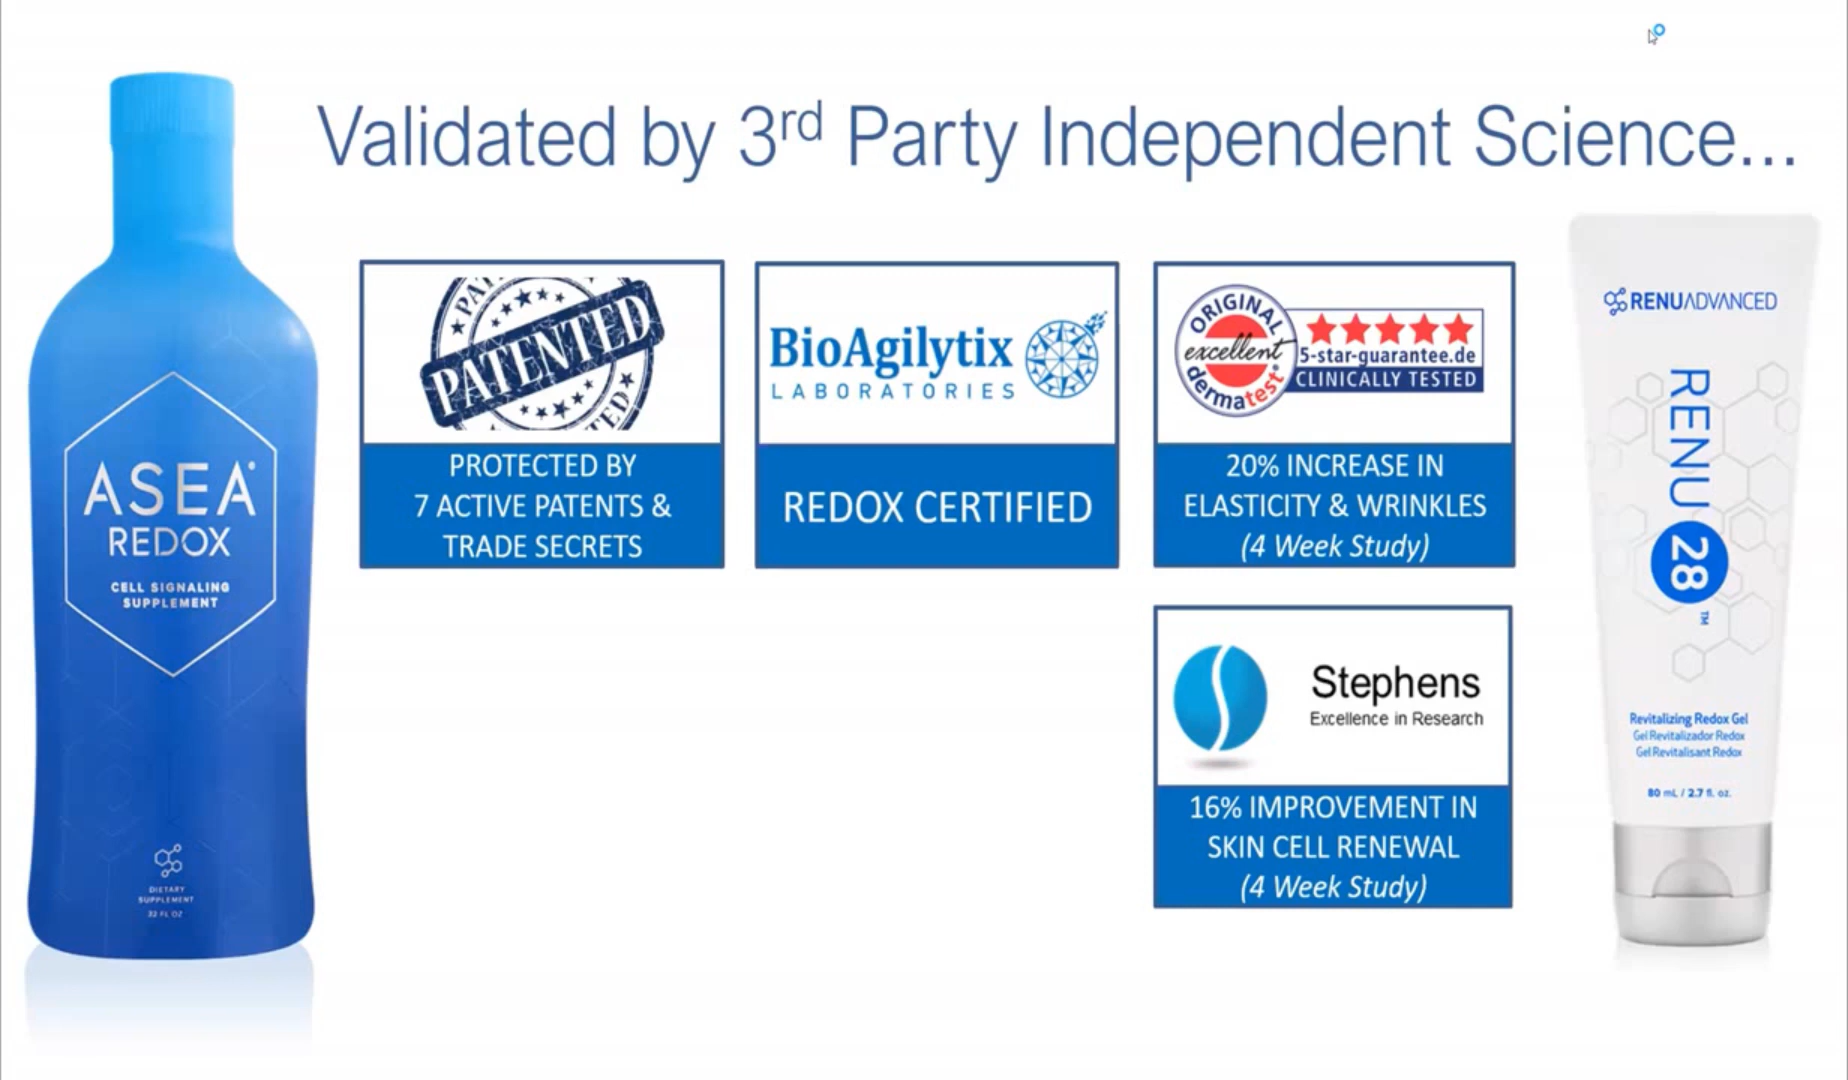 Validated by 3rd Party Independent Science...
ASEA
REDOX
CELL SIGNALING
SUPPLEMENT
DIETARY
SUPPLEMENT
32 FL OZ
PATENTED
PROTECTED BY
7 ACTIVE PATENTS &
TRADE SECRETS
BioAgilytix
LABORATORIES
REDOX CERTIFIED
ORIGINAL
excellent
dermatest®
5-star-guarantee.de
CLINICALLY TESTED
20% INCREASE IN
ELASTICITY & WRINKLES
(4 Week Study)
Stephens
Excellence in Research
16% IMPROVEMENT IN
SKIN CELL RENEWAL
(4 Week Study)
RENUADVANCED
RENU 28™
Revitalizing Redox Gel
Gel Revitalizador Redox
Gel Revitalisant Redox
80 mL / 2.7 fl. oz.